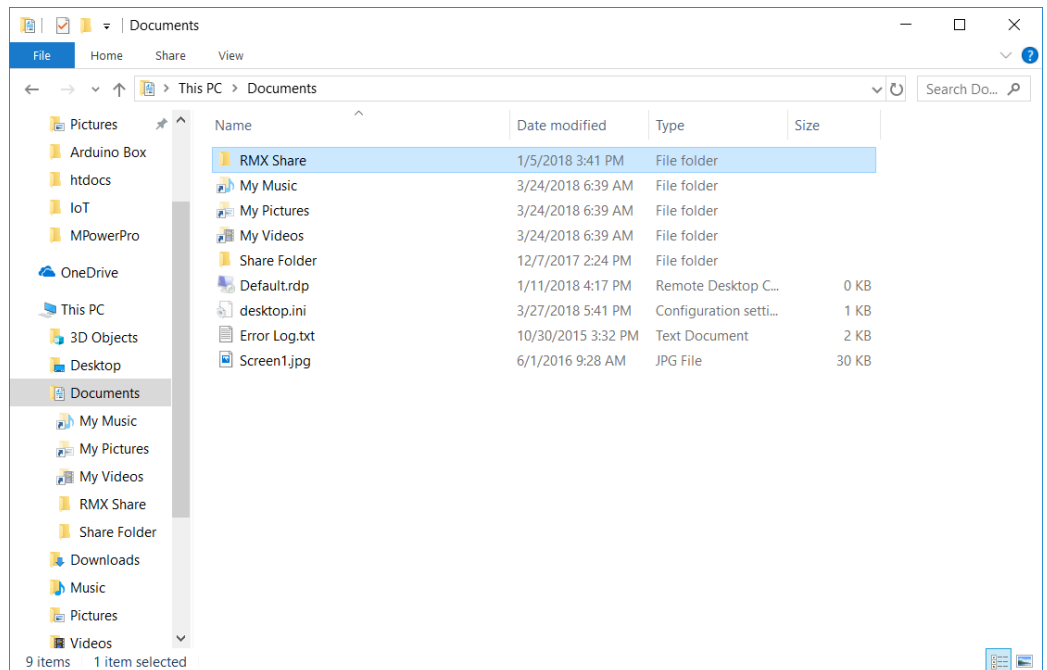 Documents
File Home Share View
This PC > Documents Search Do...
Name Date modified Type Size
Pictures
Arduino Box
htdocs
IoT
MPowerPro
OneDrive
This PC
3D Objects
Desktop
Documents
My Music
My Pictures
My Videos
RMX Share
Share Folder
Downloads
Music
Pictures
Videos
RMX Share 1/5/2018 3:41 PM File folder
My Music 3/24/2018 6:39 AM File folder
My Pictures 3/24/2018 6:39 AM File folder
My Videos 3/24/2018 6:39 AM File folder
Share Folder 12/7/2017 2:24 PM File folder
Default.rdp 1/11/2018 4:17 PM Remote Desktop C... 0 KB
desktop.ini 3/27/2018 5:41 PM Configuration setti... 1 KB
Error Log.txt 10/30/2015 3:32 PM Text Document 2 KB
Screen1.jpg 6/1/2016 9:28 AM JPG File 30 KB
9 items 1 item selected